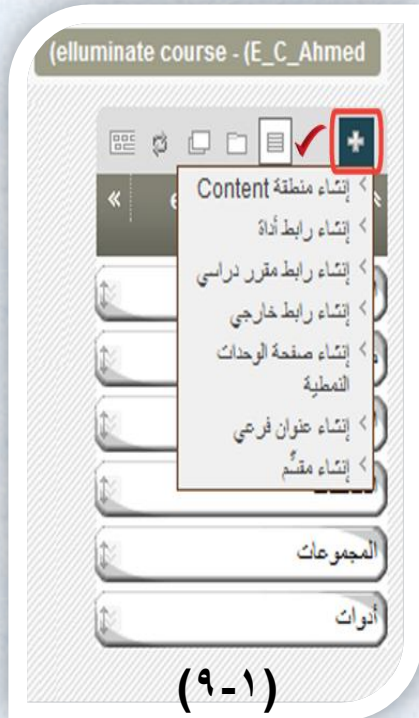 (elluminate course - (E_C_Ahmed
إنشاء منطقة Content
إنشاء رابط أداة
إنشاء رابط مقرر دراسي
إنشاء رابط خارجي
إنشاء صفحة الوحدات
النمطية
إنشاء عنوان فرعي
إنشاء مقسِّم
المجموعات
أدوات
(٩-١)